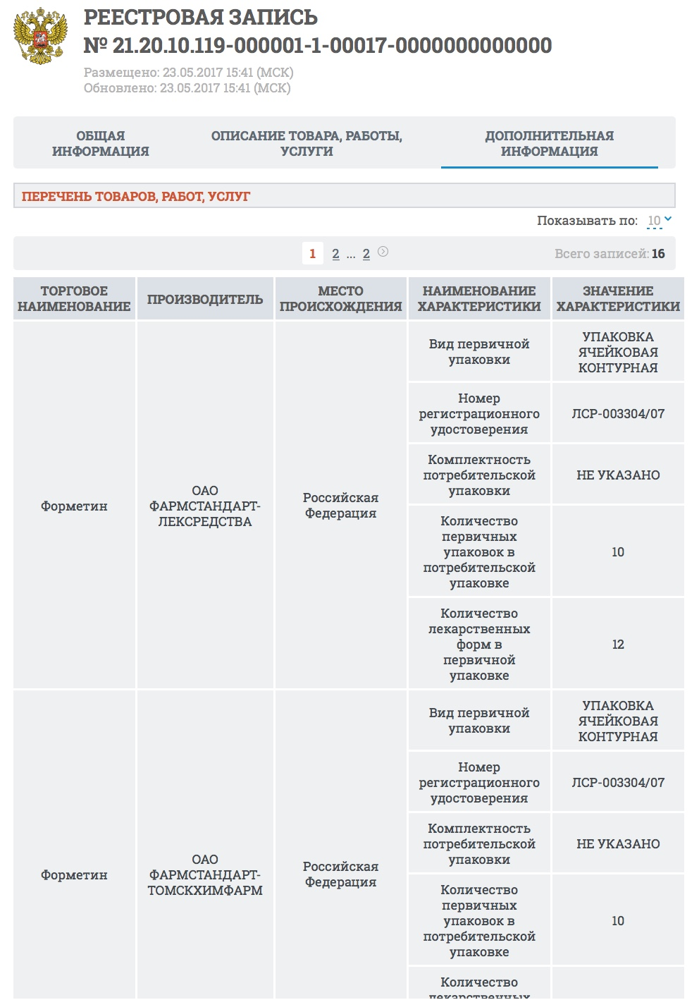 РЕЕСТРОВАЯ ЗАПИСЬ
№ 21.20.10.119-000001-1-00017-0000000000000
Размещено: 23.05.2017 15:41 (МСК)
Обновлено: 23.05.2017 15:41 (МСК)
ОБЩАЯ
ИНФОРМАЦИЯ
ОПИСАНИЕ ТОВАРА, РАБОТЫ,
УСЛУГИ
ДОПОЛНИТЕЛЬНАЯ
ИНФОРМАЦИЯ
ПЕРЕЧЕНЬ ТОВАРОВ, РАБОТ, УСЛУГ
Показывать по: 10
1 2 ... 2
Всего записей: 16
ТОРГОВОЕ
НАИМЕНОВАНИЕ
ПРОИЗВОДИТЕЛЬ
МЕСТО
ПРОИСХОЖДЕНИЯ
НАИМЕНОВАНИЕ
ХАРАКТЕРИСТИКИ
ЗНАЧЕНИЕ
ХАРАКТЕРИСТИКИ
Форметин
ОАО
ФАРМСТАНДАРТ-
ЛЕКСРЕДСТВА
Российская
Федерация
Вид первичной
упаковки
УПАКОВКА
ЯЧЕЙКОВАЯ
КОНТУРНАЯ
Номер
регистрационного
удостоверения
ЛСР-003304/07
Комплектность
потребительской
упаковки
НЕ УКАЗАНО
Количество
первичных
упаковок в
потребительской
упаковке
10
Количество
лекарственных
форм в
первичной
упаковке
12
Форметин
ОАО
ФАРМСТАНДАРТ-
ТОМСКХИМФАРМ
Российская
Федерация
Вид первичной
упаковки
УПАКОВКА
ЯЧЕЙКОВАЯ
КОНТУРНАЯ
Номер
регистрационного
удостоверения
ЛСР-003304/07
Комплектность
потребительской
упаковки
НЕ УКАЗАНО
Количество
первичных
упаковок в
потребительской
упаковке
10
Количество
лекарственных